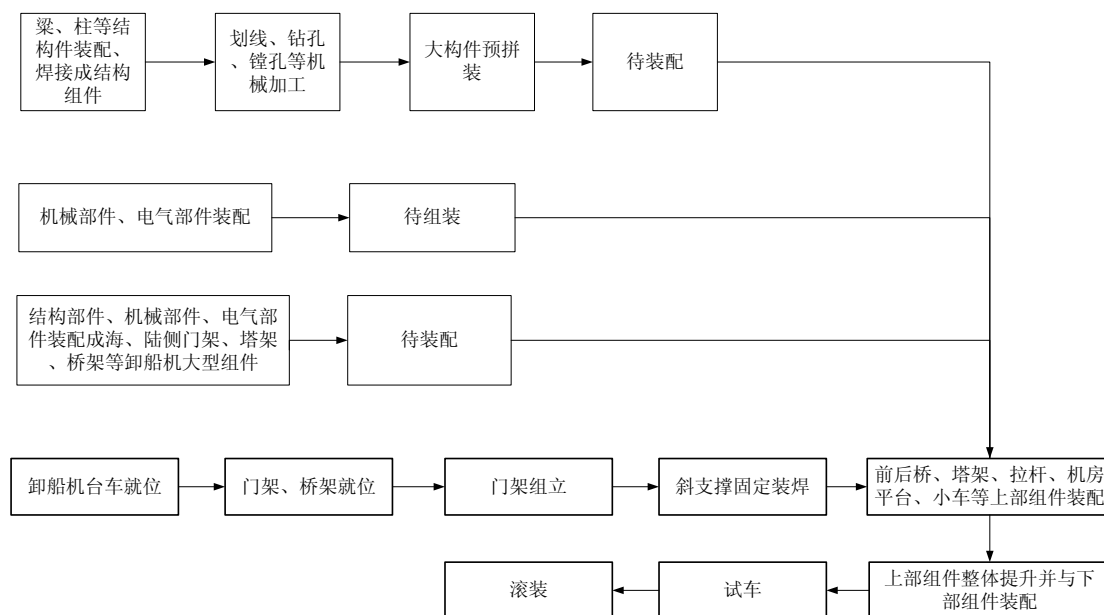 梁、柱等结
构件装配、
焊接成结构
组件
划线、钻孔
、镗孔等机
械加工
大构件预拼
装
待装配
机械部件、电气部件装配
待组装
结构部件、机械部件、电气部
件装配成海、陆侧门架、塔架
、桥架等卸船机大型组件
待装配
卸船机台车就位
门架、桥架就位
门架组立
斜支撑固定装焊
前后桥、塔架、拉杆、机房
平台、小车等上部组件装配
滚装
试车
上部组件整体提升并与下
部组件装配